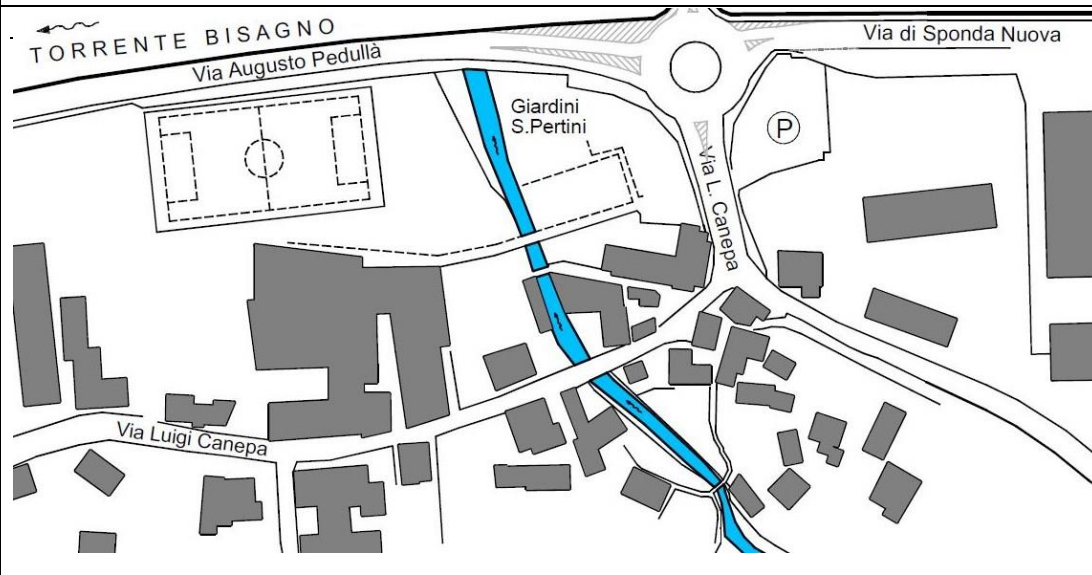 TORRENTE BISAGNO
Via di Sponda Nuova
Via Augusto Pedullà
Giardini
S.Pertini
P
Via L. Canepa
Via Luigi Canepa